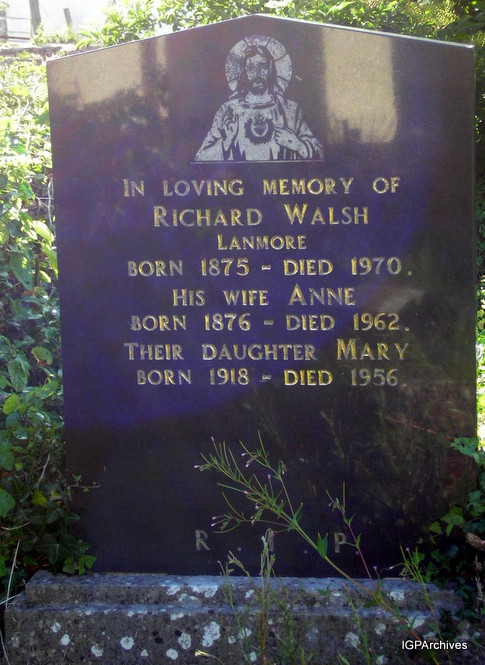 IN LOVING MEMORY OF
RICHARD WALSH
LANMORE
BORN 1875 - DIED 1970.
HIS WIFE ANNE
BORN 1876 - DIED 1962.
THEIR DAUGHTER MARY
BORN 1918 - DIED 1956
R. P
IGPArchives